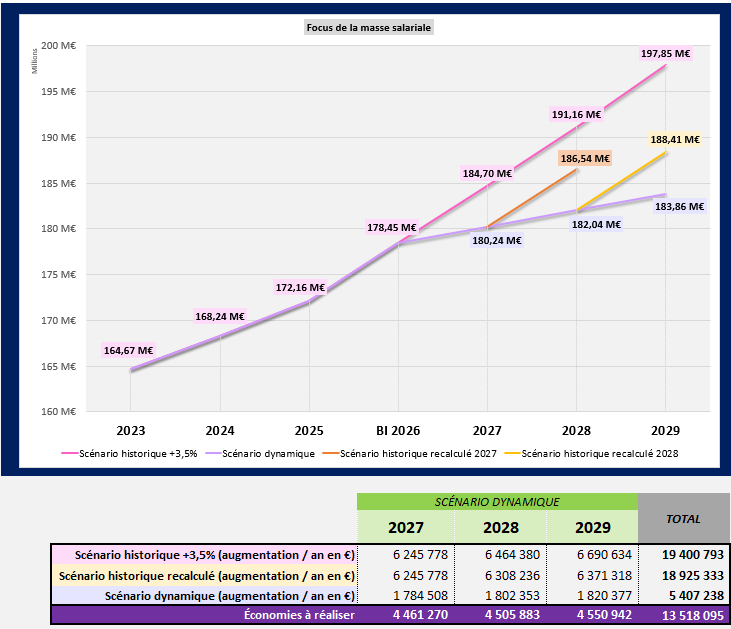 Focus de la masse salariale
Millions
200 M€
195 M€
190 M€
185 M€
180 M€
175 M€
170 M€
165 M€
160 M€
197,85 M€
191,16 M€
188,41 M€
186,54 M€
184,70 M€
183,86 M€
182,04 M€
180,24 M€
178,45 M€
172,16 M€
168,24 M€
164,67 M€
2023 2024 2025 BI 2026 2027 2028 2029
Scénario historique +3,5% Scénario dynamique Scénario historique recalculé 2027 Scénario historique recalculé 2028
SCÉNARIO DYNAMIQUE TOTAL
2027 2028 2029
Scénario historique +3,5% (augmentation / an en €) 6 245 778 6 464 380 6 690 634 19 400 793
Scénario historique recalculé (augmentation / an en €) 6 245 778 6 308 236 6 371 318 18 925 333
Scénario dynamique (augmentation / an en €) 1 784 508 1 802 353 1 820 377 5 407 238
Économies à réaliser 4 461 270 4 505 883 4 550 942 13 518 095